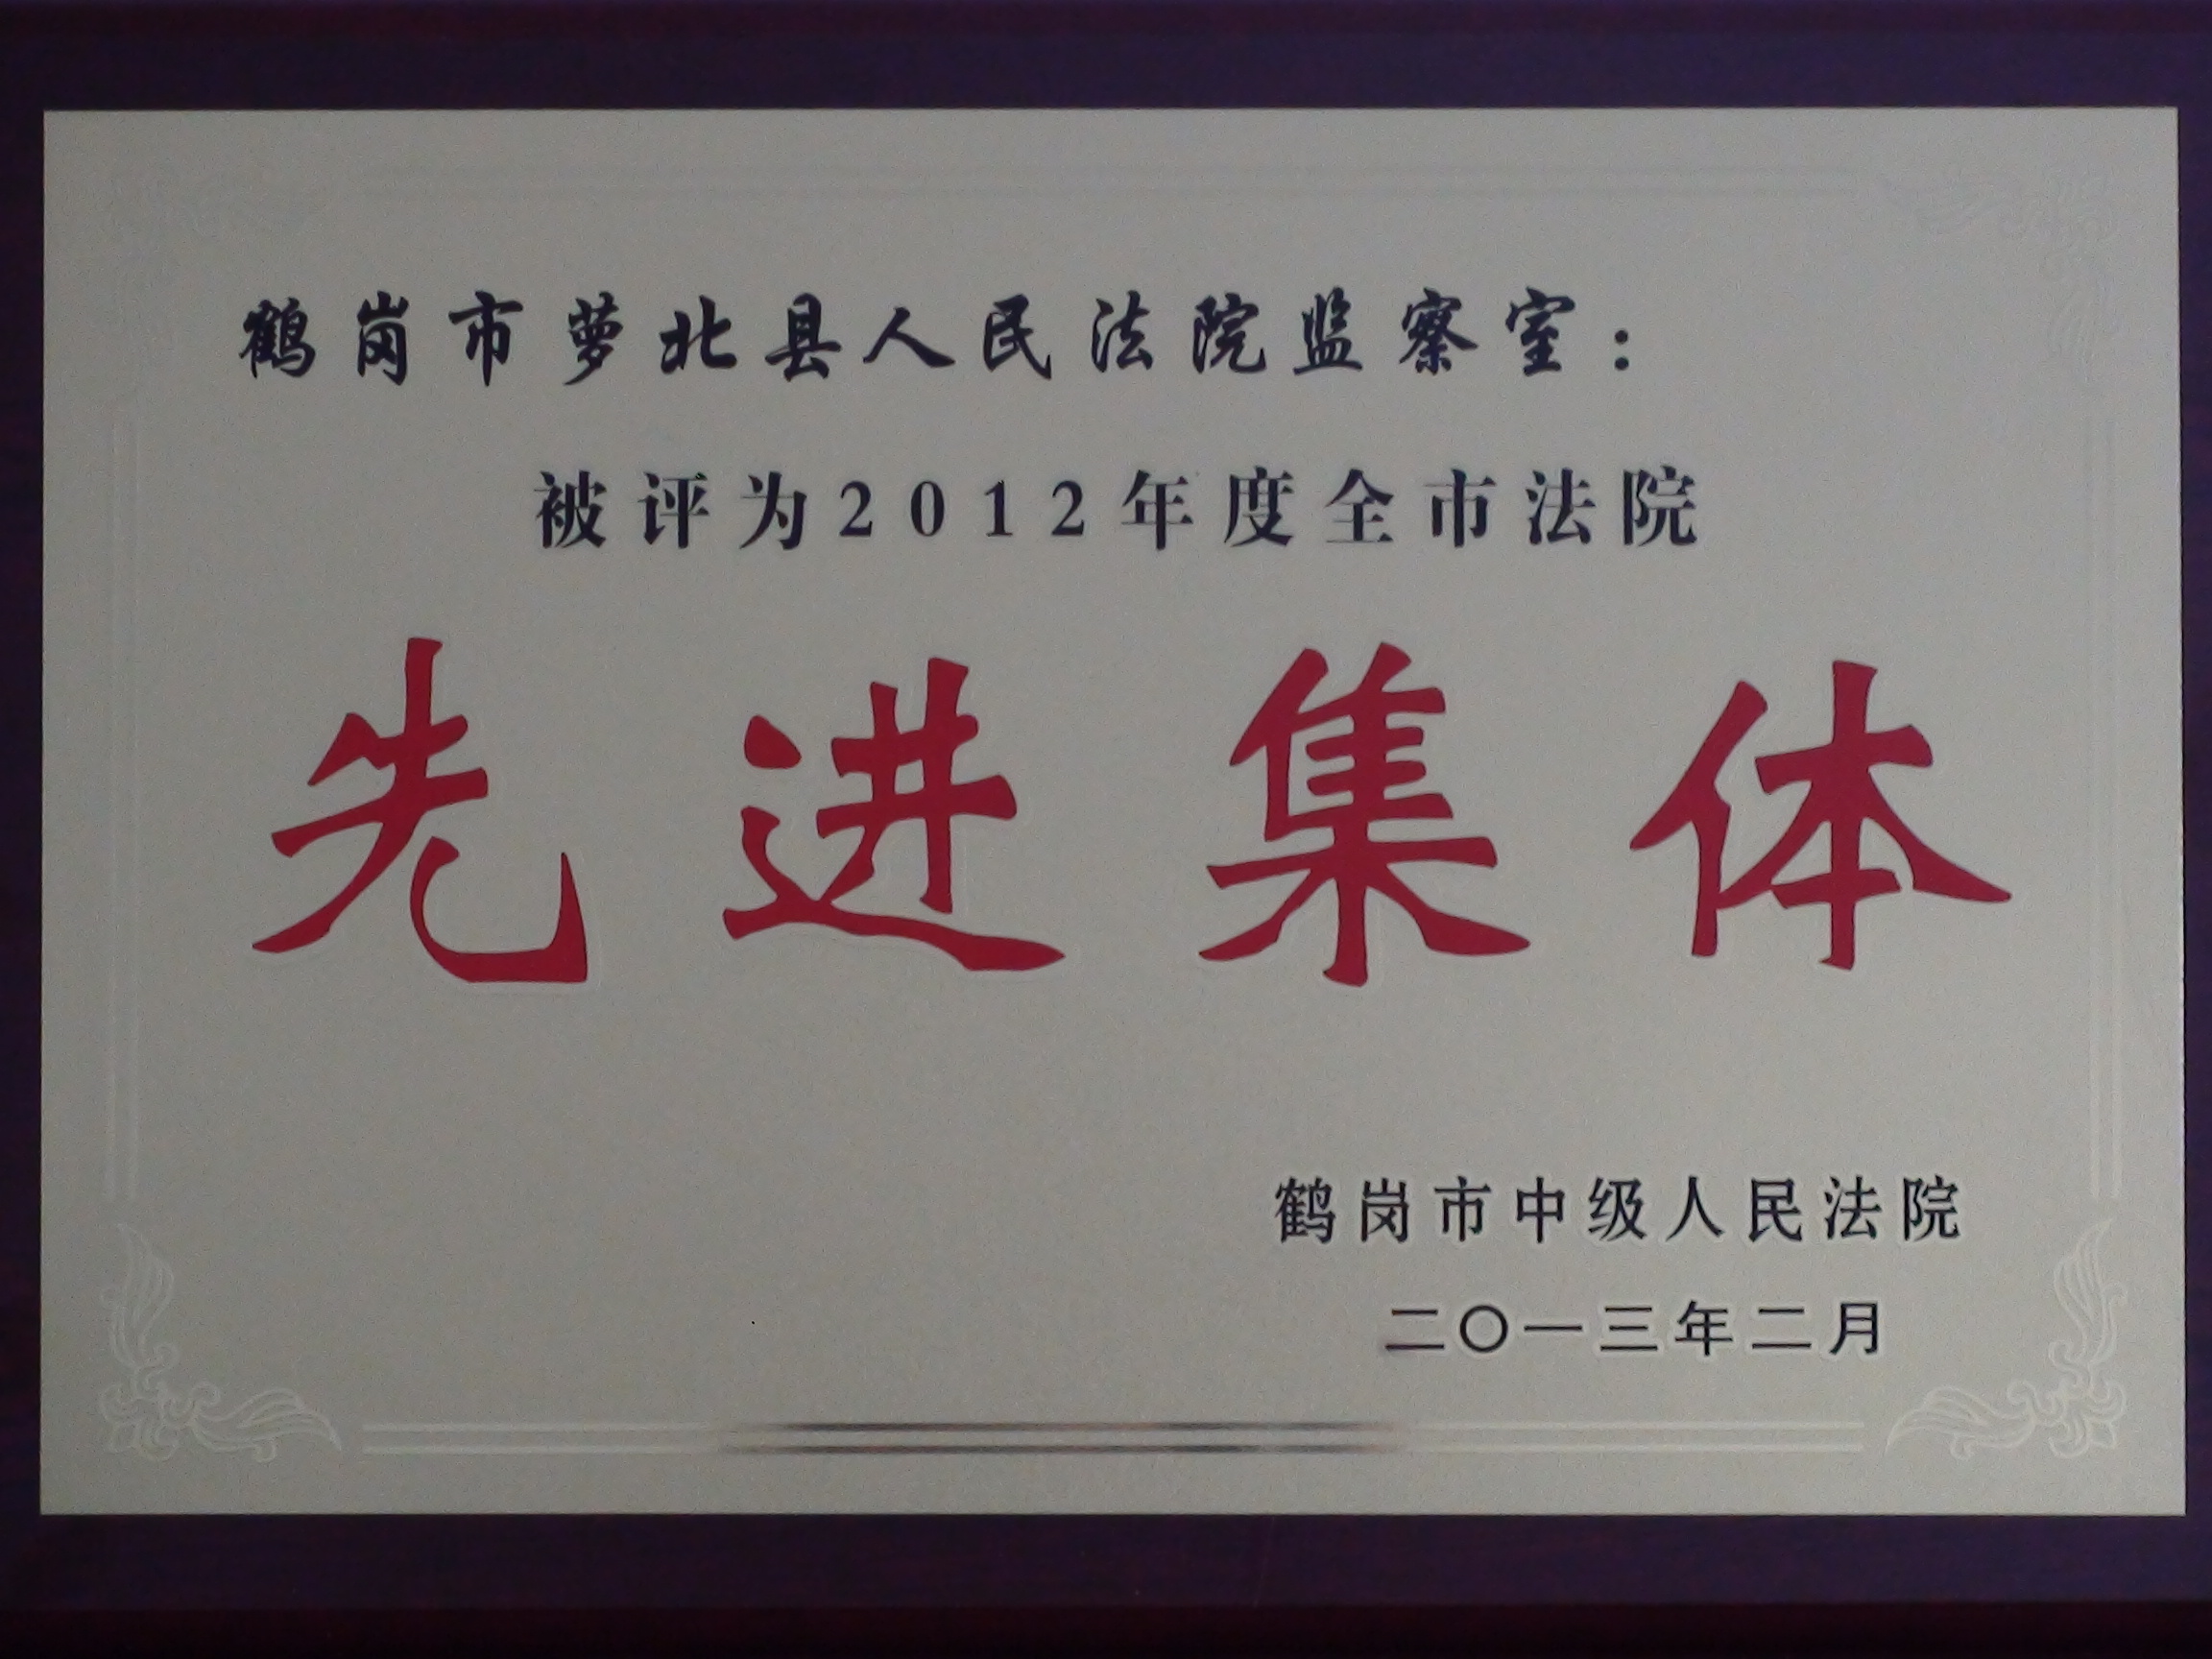 鹤岗市萝北县人民法院监察室：
被评为2012年度全市法院
先进集体
鹤岗市中级人民法院
二〇一三年二月